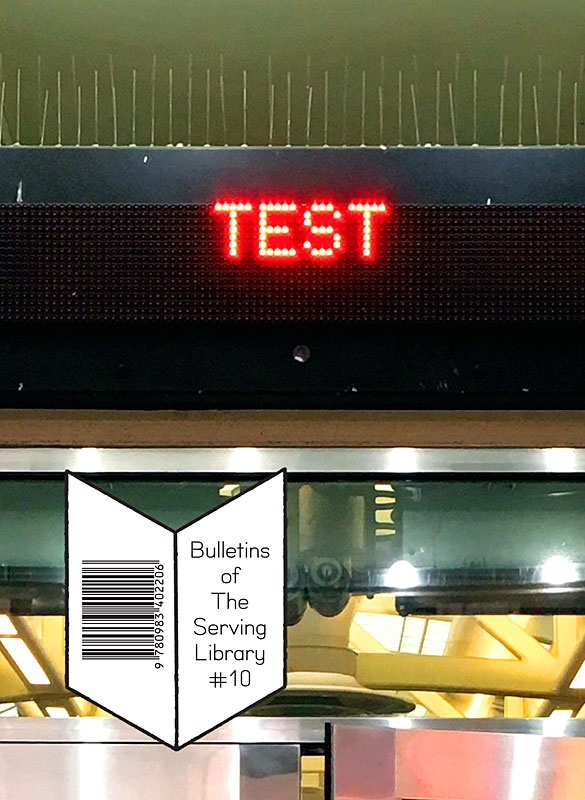 TEST
9 780983 402206
Bulletins
of
The
Serving
Library
#10